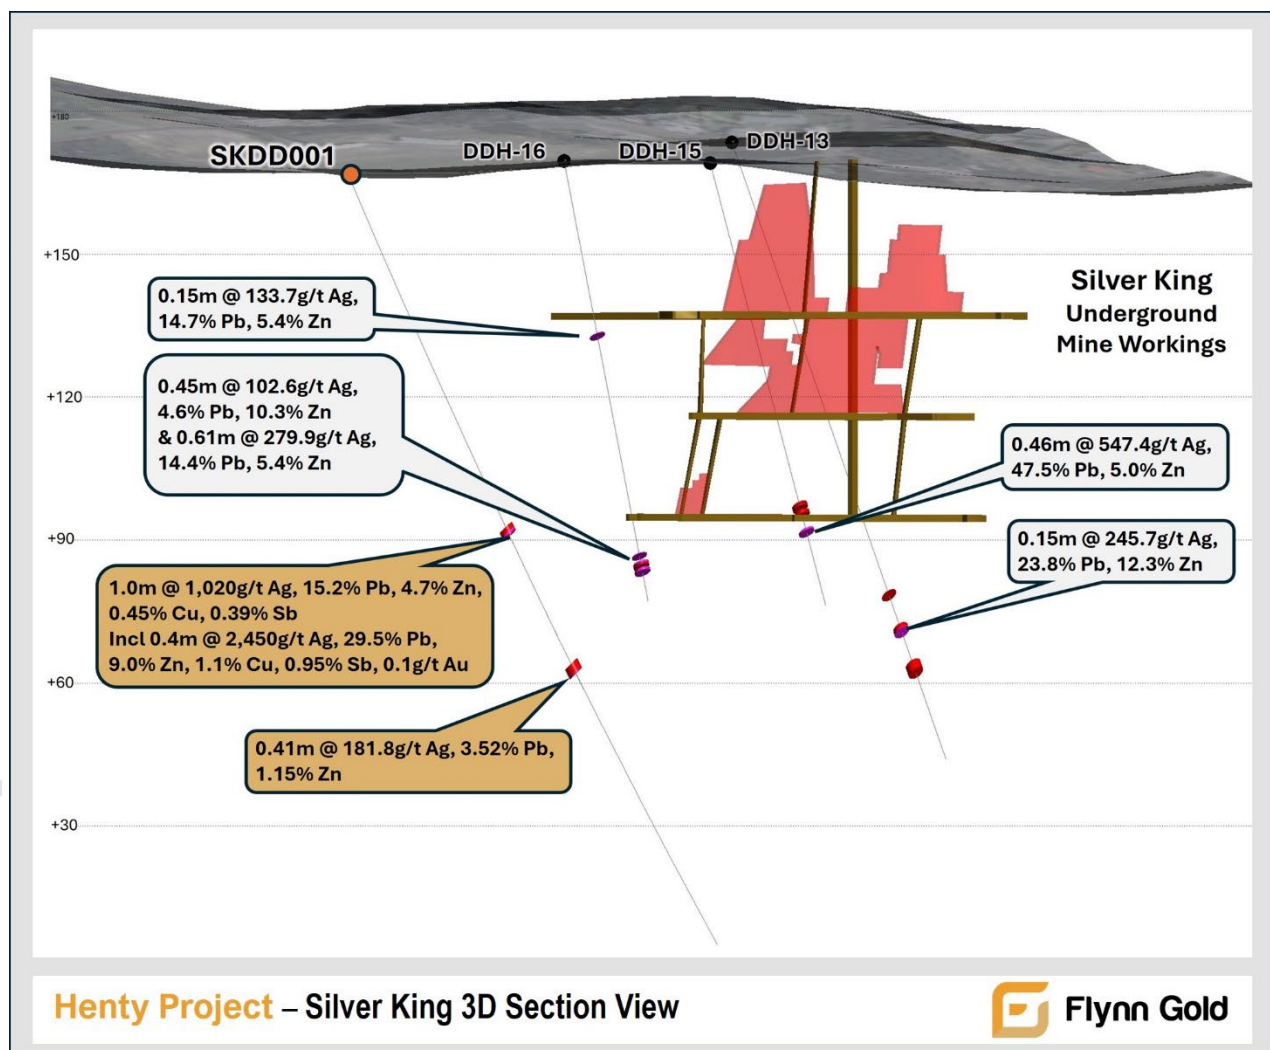 +180
SKDD001
DDH-16
DDH-15
DDH-13
+150
Silver King
Underground
Mine Workings
0.15m @ 133.7g/t Ag,
14.7% Pb, 5.4% Zn
0.45m @ 102.6g/t Ag,
4.6% Pb, 10.3% Zn
& 0.61m @ 279.9g/t Ag,
14.4% Pb, 5.4% Zn
+120
0.46m @ 547.4g/t Ag,
47.5% Pb, 5.0% Zn
+90
0.15m @ 245.7g/t Ag,
23.8% Pb, 12.3% Zn
1.0m @ 1,020g/t Ag, 15.2% Pb, 4.7% Zn,
0.45% Cu, 0.39% Sb
Incl 0.4m @ 2,450g/t Ag, 29.5% Pb,
9.0% Zn, 1.1% Cu, 0.95% Sb, 0.1g/t Au
+60
0.41m @ 181.8g/t Ag, 3.52% Pb,
1.15% Zn
+30
Henty Project – Silver King 3D Section View
Flynn Gold